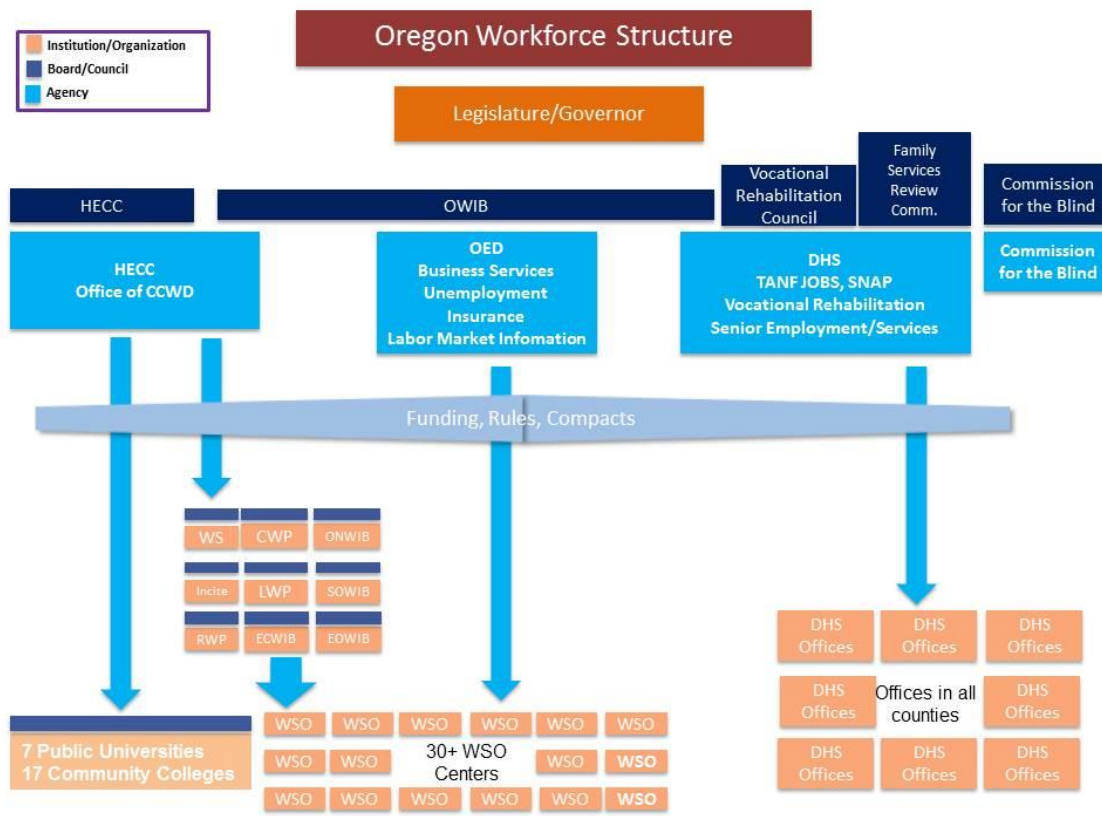 Oregon Workforce Structure
Institution/Organization
Board/Council
Agency
Legislature/Governor
HECC
OWIB
Vocational
Rehabilitation
Council
Family
Services
Review
Comm.
Commission
for the Blind
HECC
Office of CCWD
OED
Business Services
Unemployment
Insurance
Labor Market Infomation
DHS
TANF JOBS, SNAP
Vocational Rehabilitation
Senior Employment/Services
Commission
for the Blind
Funding, Rules, Compacts
WS CWP ONWIB
Incite LWP SOWIB
RWP ECWIB EOWIB
7 Public Universities
17 Community Colleges
WSO WSO WSO WSO WSO WSO
WSO WSO
30+ WSO
Centers
WSO WSO
WSO WSO WSO WSO WSO WSO
DHS
Offices
DHS
Offices
DHS
Offices
DHS
Offices
Offices in all
counties
DHS
Offices
DHS
Offices
DHS
Offices
DHS
Offices